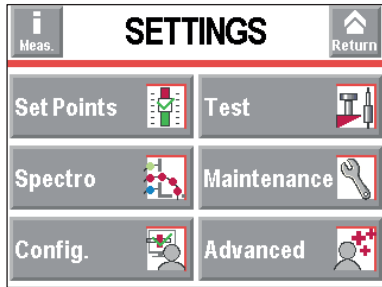 i
Meas.
SETTINGS
Return
Set Points
Test
Spectro
Maintenance
Config.
Advanced